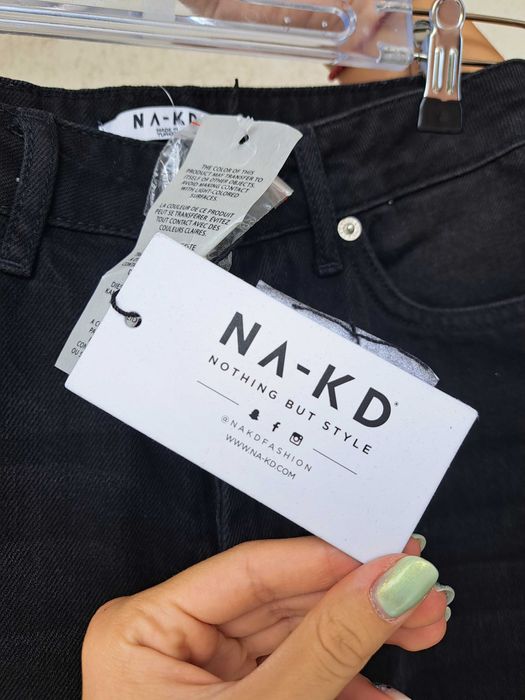 NA-KD
MADE IN
THE COLOR OF THIS
PRODUCT MAY TRANSFER TO
ITSELF OR OTHER OBJECTS.
AVOID MAKING CONTACT
WITH LIGHT-COLORED
SURFACES.
LA COULEUR DE CE PRODUIT
PEUT SE TRANSFÉRER. ÉVITEZ
TOUT CONTACT AVEC DES
COULEURS CLAIRES.
NA-KD
NOTHING BUT STYLE
@NAKDFASHION
WWW.NA-KD.COM